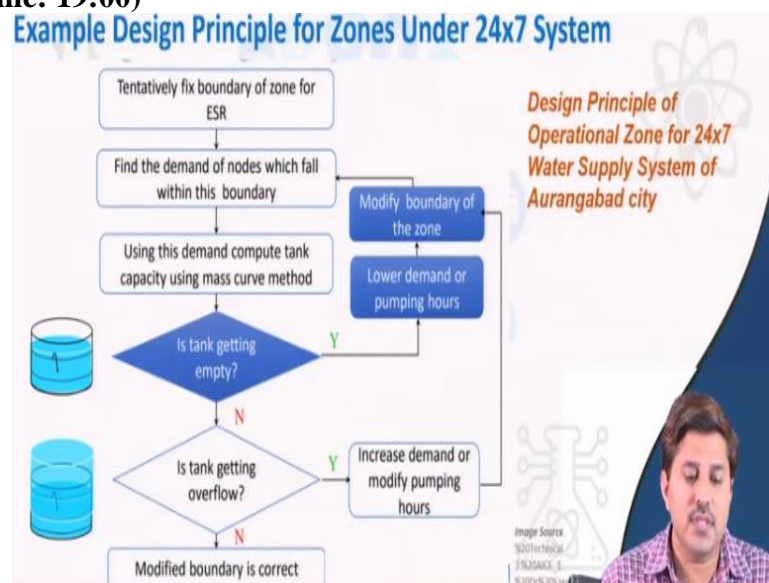 19:00)
Example Design Principle for Zones Under 24x7 System
Tentatively fix boundary of zone for
ESR
Find the demand of nodes which fall
within this boundary
Using this demand compute tank
capacity using mass curve method
Is tank getting
empty?
Y
N
Lower demand or
pumping hours
Modify boundary of
the zone
Is tank getting
overflow?
Y
N
Increase demand or
modify pumping
hours
Modified boundary is correct
Design Principle of
Operational Zone for 24x7
Water Supply System of
Aurangabad city
Image Source
%20Technical